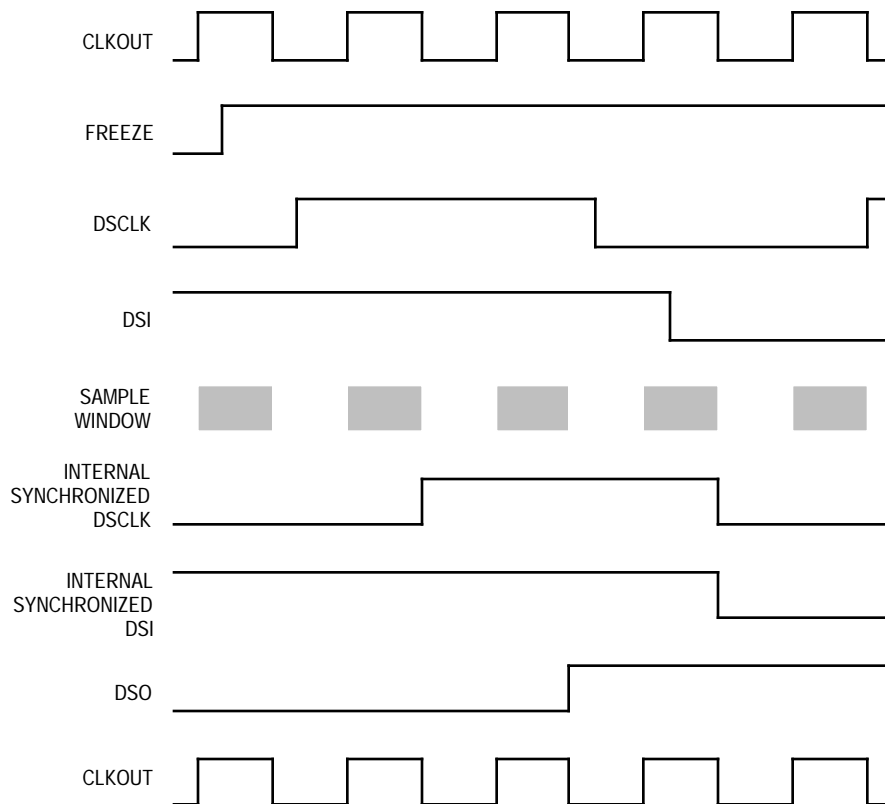 CLKOUT
FREEZE
DSCLK
DSI
SAMPLE
WINDOW
INTERNAL
SYNCHRONIZED
DSCLK
INTERNAL
SYNCHRONIZED
DSI
DSO
CLKOUT